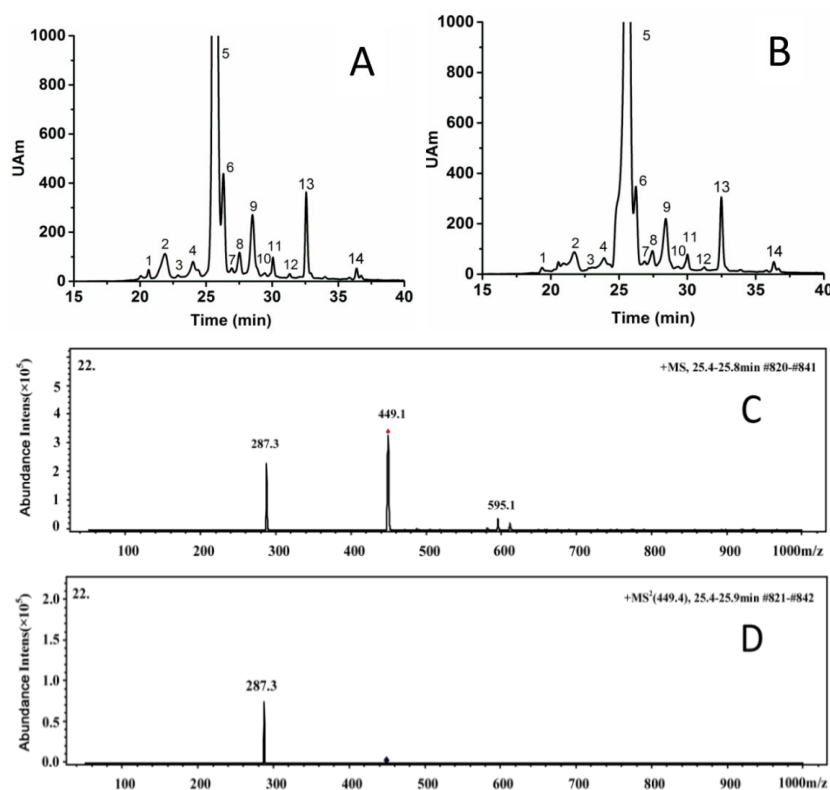 A
1000
800
600
400
200
0
UAm
1 2 3 4 5 6 7 8 9 10 11 12 13 14
15 20 25 30 35 40
Time (min)
B
1000
800
600
400
200
0
UAm
1 2 3 4 5 6 7 8 9 10 11 12 13 14
15 20 25 30 35 40
Time (min)
22.
+MS, 25.4-25.8min #820-#841
C
Abundance Intens(×10⁵)
5
4
3
2
1
0
287.3
449.1
595.1
100 200 300 400 500 600 700 800 900 1000m/z
22.
+MS²(449.4), 25.4-25.9min #821-#842
D
Abundance Intens(×10⁵)
2.0
1.5
1.0
0.5
0.0
287.3
100 200 300 400 500 600 700 800 900 1000m/z